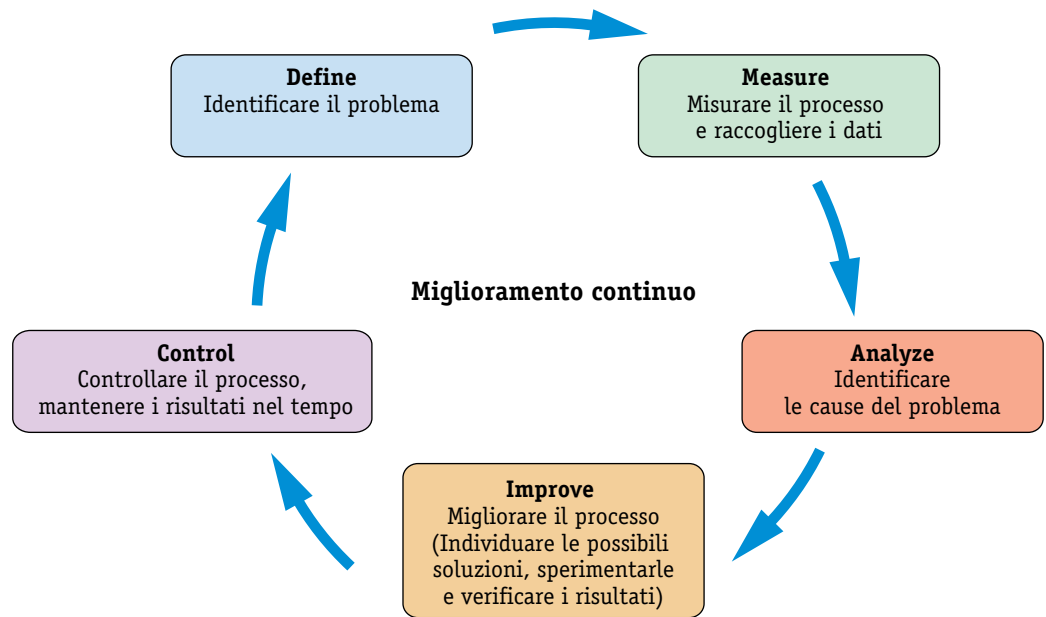 Define
Identificare il problema
Measure
Misurare il processo
e raccogliere i dati
Miglioramento continuo
Control
Controllare il processo,
mantenere i risultati nel tempo
Analyze
Identificare
le cause del problema
Improve
Migliorare il processo
(Individuare le possibili
soluzioni, sperimentarle
e verificare i risultati)